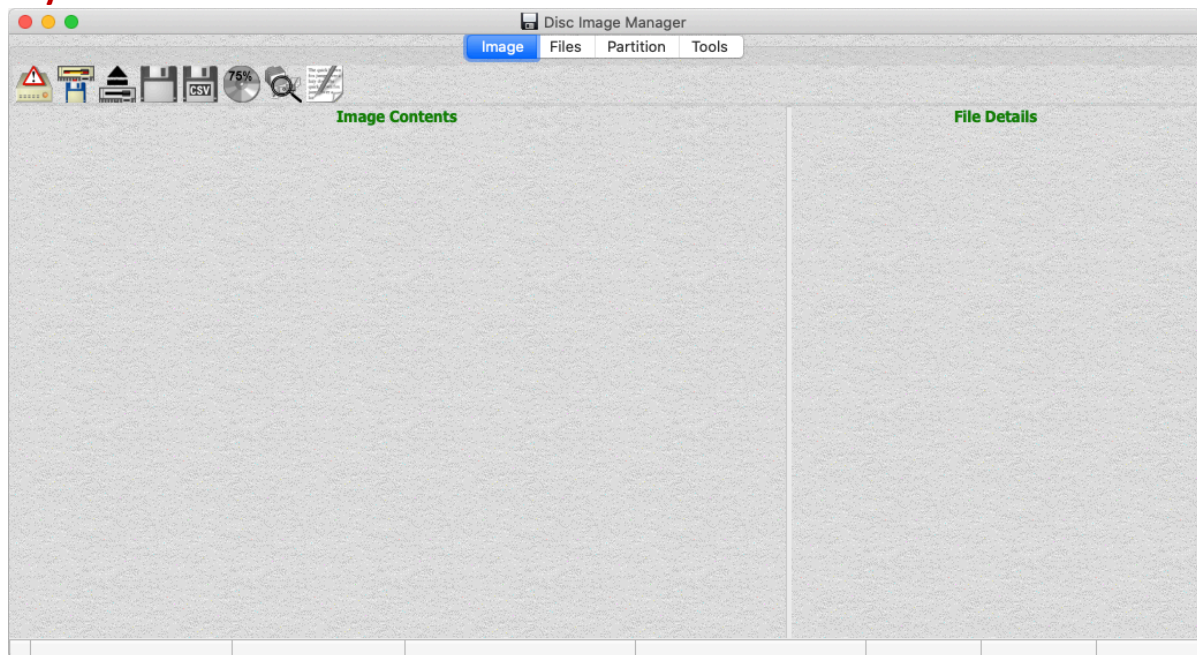 Disc Image Manager
Image Files Partition Tools
CSV 75%
Image Contents File Details